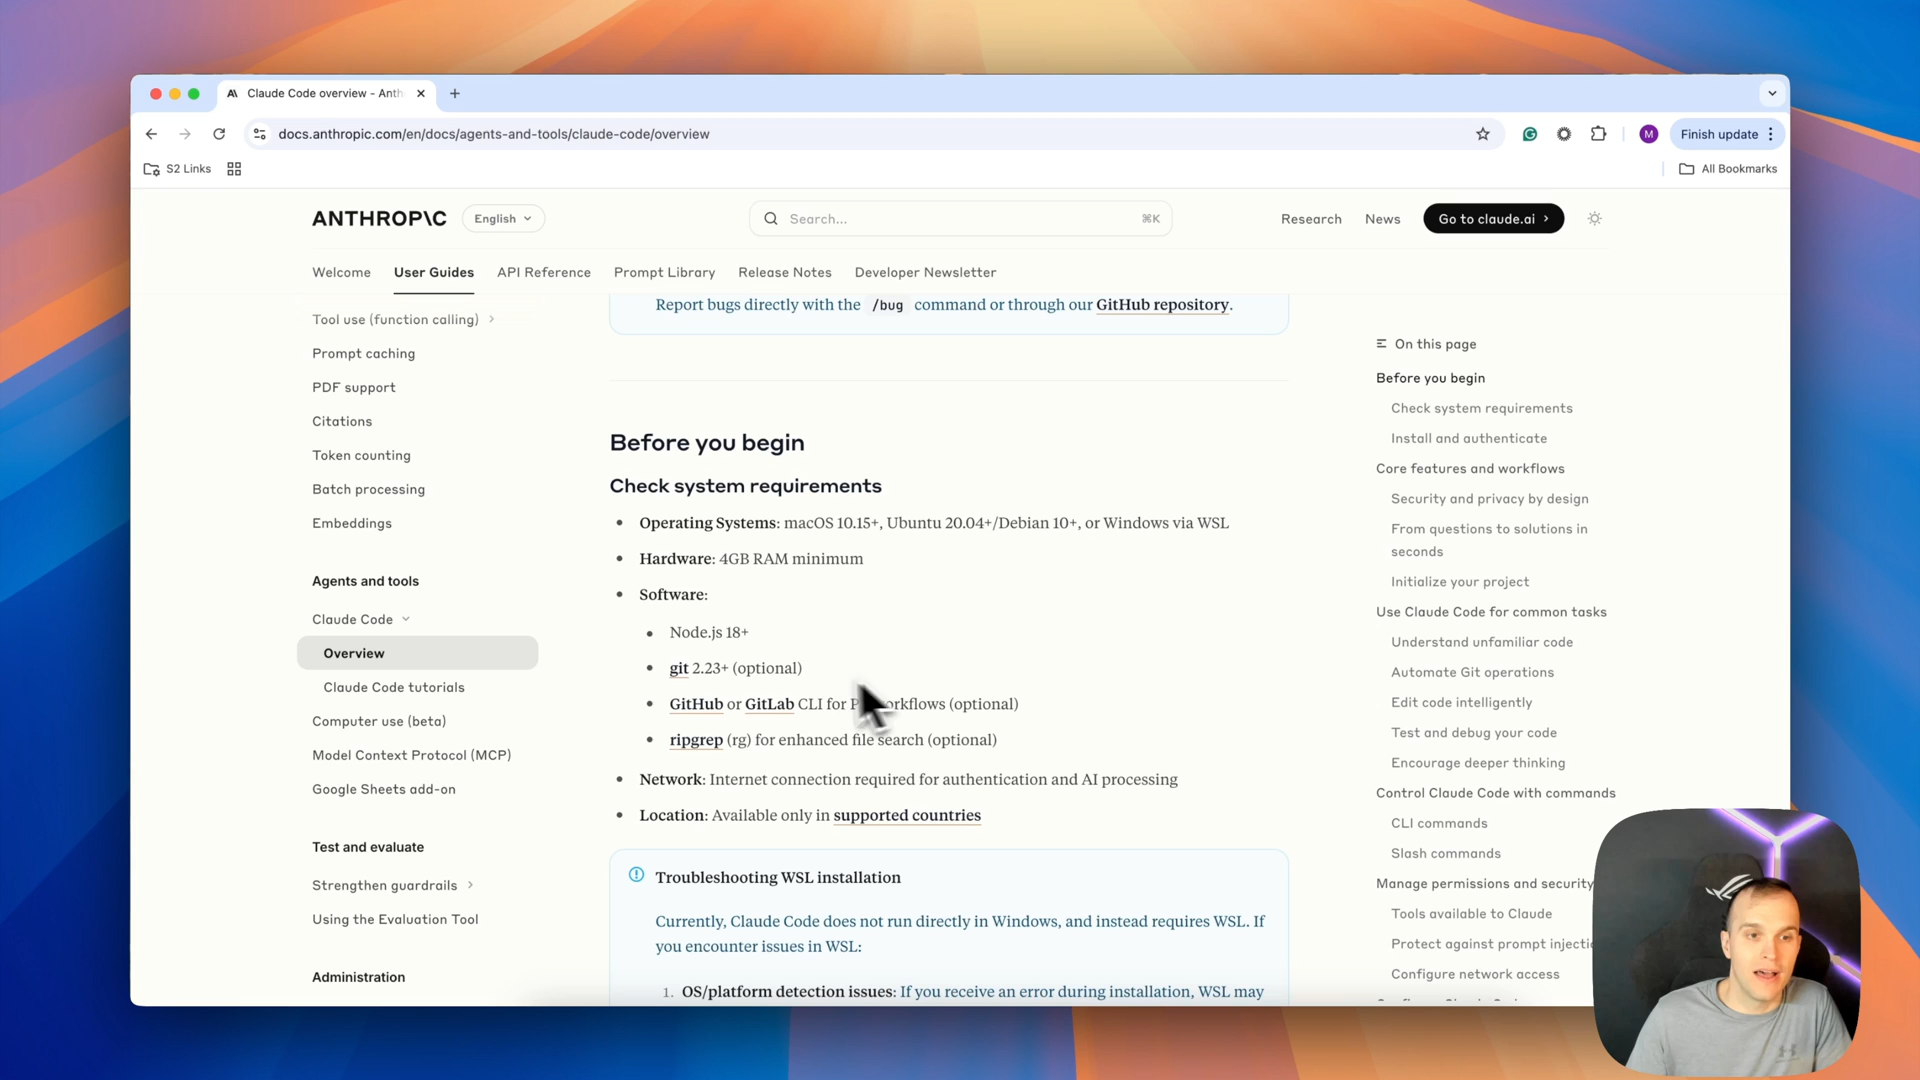 Claude Code overview - Anth
docs.anthropic.com/en/docs/agents-and-tools/claude-code/overview
M
Finish update
S2 Links
All Bookmarks
ANTHROP\C
English
Search...
⌘K
Research
News
Go to claude.ai
Welcome
User Guides
API Reference
Prompt Library
Release Notes
Developer Newsletter
Tool use (function calling)
Prompt caching
PDF support
Citations
Token counting
Batch processing
Embeddings
Agents and tools
Claude Code
Overview
Claude Code tutorials
Computer use (beta)
Model Context Protocol (MCP)
Google Sheets add-on
Test and evaluate
Strengthen guardrails
Using the Evaluation Tool
Administration
Report bugs directly with the /bug command or through our GitHub repository.
Before you begin
Check system requirements
• Operating Systems: macOS 10.15+, Ubuntu 20.04+/Debian 10+, or Windows via WSL
• Hardware: 4GB RAM minimum
• Software:
• Node.js 18+
• git 2.23+ (optional)
• GitHub or GitLab CLI for P orkflows (optional)
• ripgrep (rg) for enhanced file search (optional)
• Network: Internet connection required for authentication and AI processing
• Location: Available only in supported countries
Troubleshooting WSL installation
Currently, Claude Code does not run directly in Windows, and instead requires WSL. If
you encounter issues in WSL:
1. OS/platform detection issues: If you receive an error during installation, WSL may
On this page
Before you begin
Check system requirements
Install and authenticate
Core features and workflows
Security and privacy by design
From questions to solutions in
seconds
Initialize your project
Use Claude Code for common tasks
Understand unfamiliar code
Automate Git operations
Edit code intelligently
Test and debug your code
Encourage deeper thinking
Control Claude Code with commands
CLI commands
Slash commands
Manage permissions and security
Tools available to Claude
Protect against prompt injecti
Configure network access